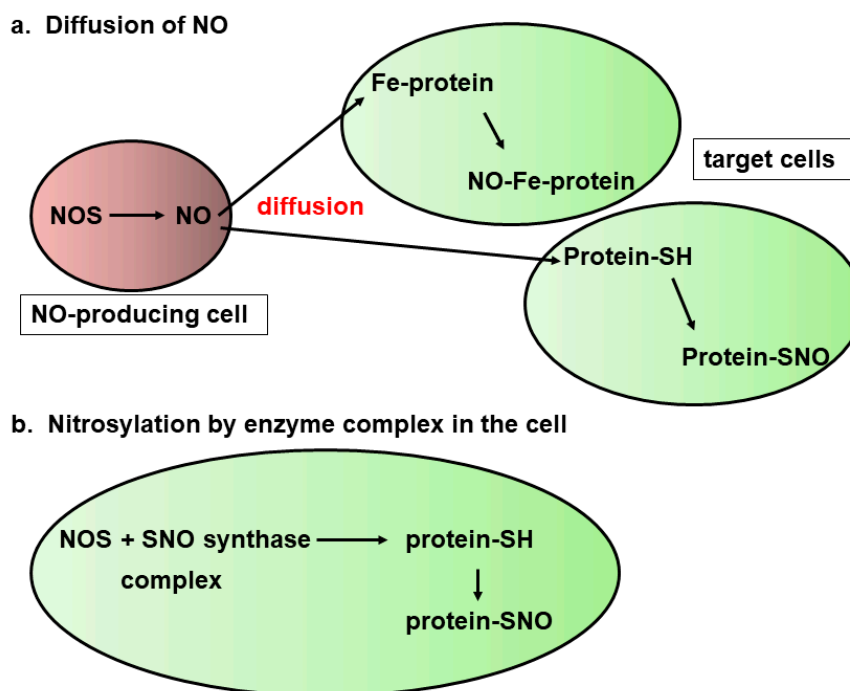 a. Diffusion of NO
Fe-protein
NO-Fe-protein
target cells
NOS
NO
diffusion
Protein-SH
NO-producing cell
Protein-SNO
b. Nitrosylation by enzyme complex in the cell
NOS + SNO synthase
complex
protein-SH
protein-SNO